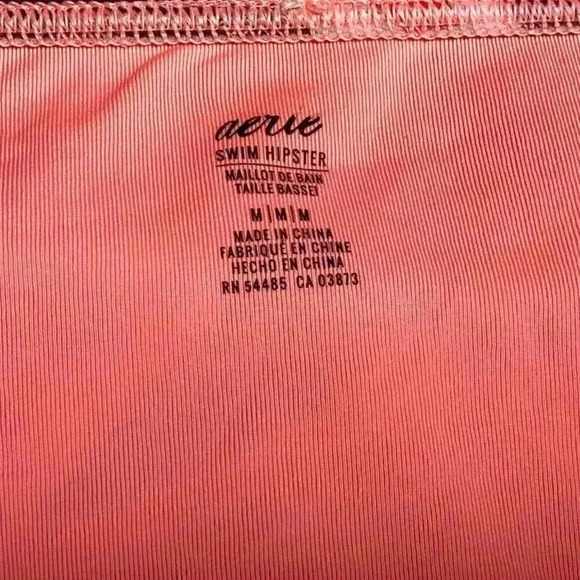 aerie
SWIM HIPSTER
MAILLOT DE BAIN
TAILLE BASSE
M|M|M
MADE IN CHINA
FABRIQUÉ EN CHINE
HECHO EN CHINA
RN 54485 CA 03873